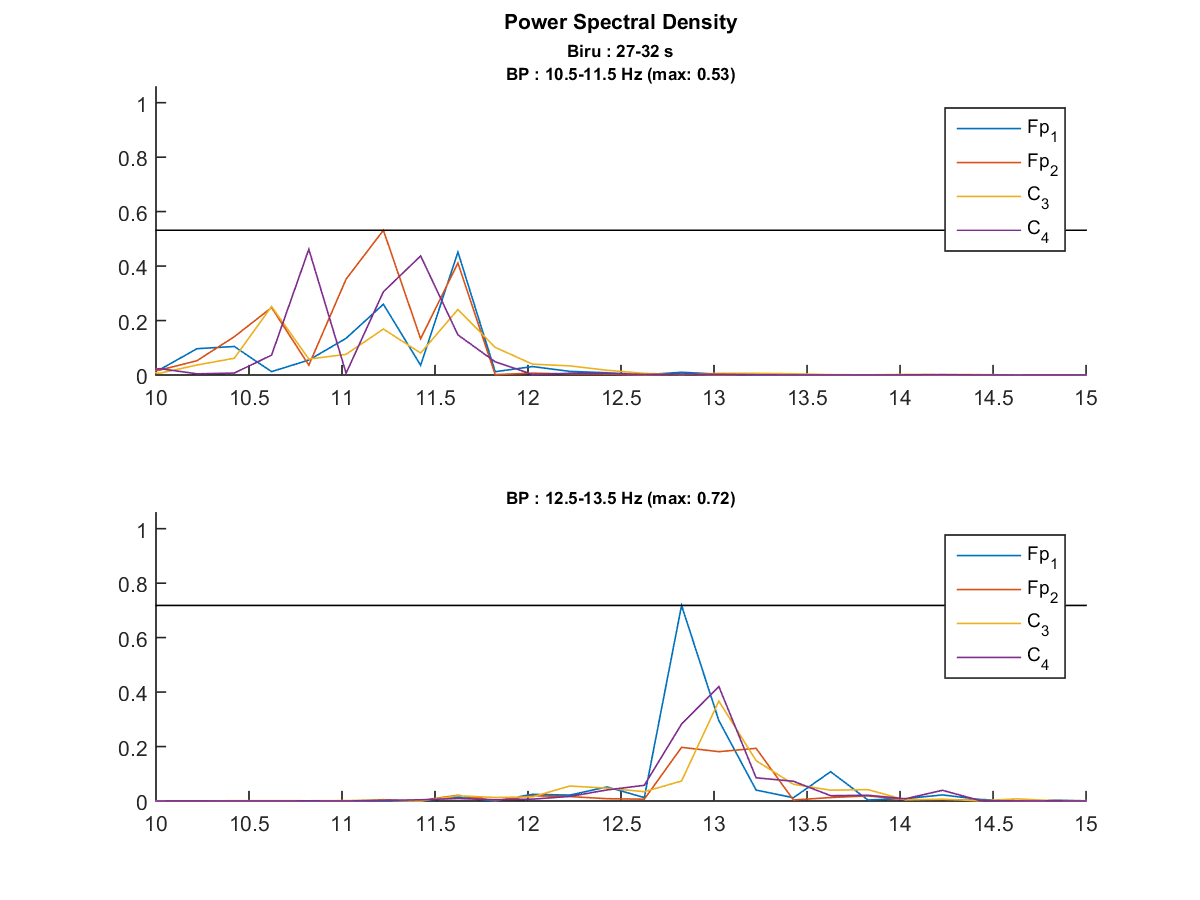 Power Spectral Density
Biru : 27-32 s
BP : 10.5-11.5 Hz (max: 0.53)
1
0.8
0.6
0.4
0.2
0
10 10.5 11 11.5 12 12.5 13 13.5 14 14.5 15
Fp1
Fp2
C3
C4
BP : 12.5-13.5 Hz (max: 0.72)
1
0.8
0.6
0.4
0.2
0
10 10.5 11 11.5 12 12.5 13 13.5 14 14.5 15
Fp1
Fp2
C3
C4